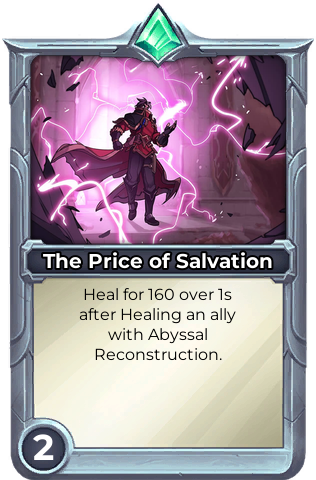 The Price of Salvation
Heal for 160 over 1s
after Healing an ally
with Abyssal
Reconstruction.
2